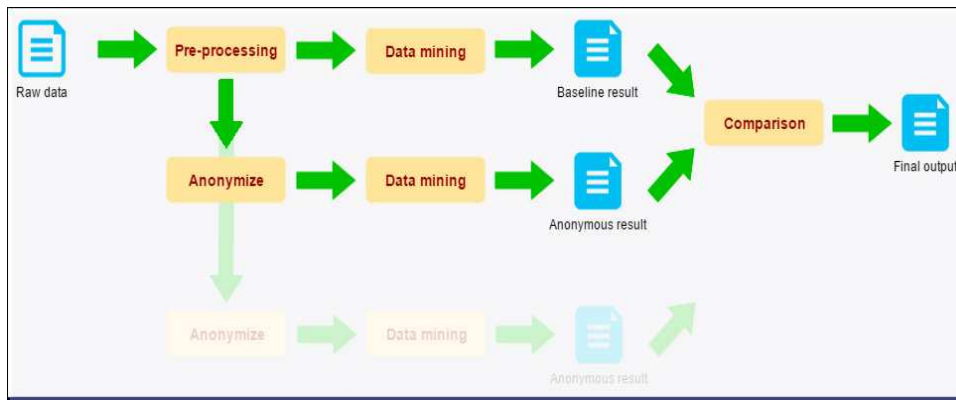 Pre-processing
Data mining
Raw data
Baseline result
Comparison
Final output
Anonymize
Data mining
Anonymous result
Anonymize
Data mining
Anonymous result